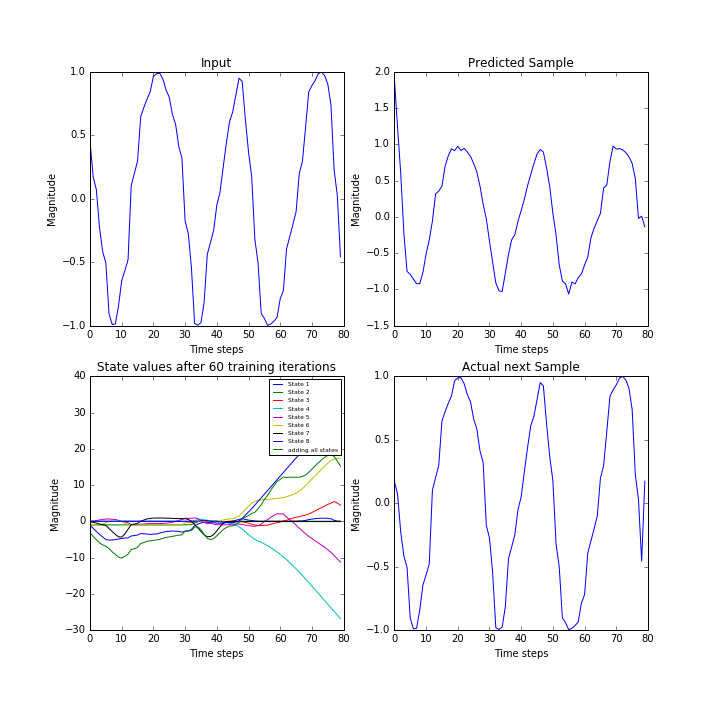 Input
Magnitude
1.0
0.5
0.0
−0.5
−1.0
0 10 20 30 40 50 60 70 80
Time steps
Predicted Sample
Magnitude
2.0
1.5
1.0
0.5
0.0
−0.5
−1.0
−1.5
0 10 20 30 40 50 60 70 80
Time steps
State values after 60 training iterations
Magnitude
40
30
20
10
0
−10
−20
−30
0 10 20 30 40 50 60 70 80
Time steps
State 1
State 2
State 3
State 4
State 5
State 6
State 7
State 8
adding all states
Actual next Sample
Magnitude
1.0
0.5
0.0
−0.5
−1.0
0 10 20 30 40 50 60 70 80
Time steps